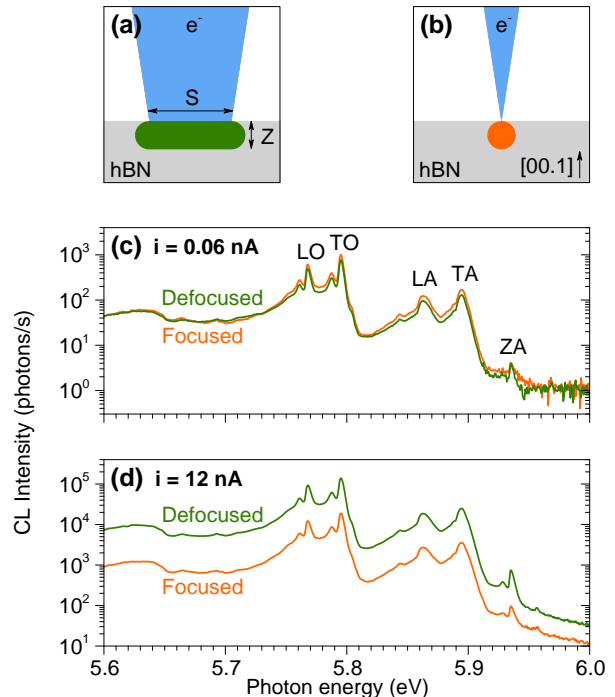 (a) e⁻ (b) e⁻
S
Z
hBN hBN [00.1]
(c) i = 0.06 nA LO TO
LA TA
Defocused
Focused
ZA
10³
10²
10¹
10⁰
CL Intensity (photons/s)
(d) i = 12 nA
Defocused
Focused
10⁵
10⁴
10³
10²
10¹
5.6 5.7 5.8 5.9 6.0
Photon energy (eV)